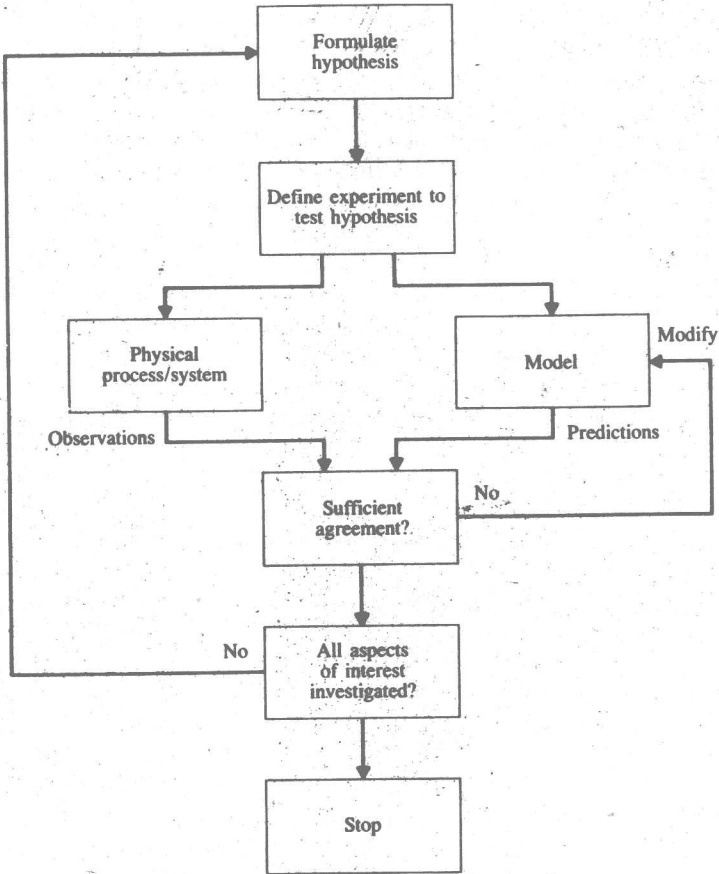 Formulate
hypothesis
Define experiment to
test hypothesis
Physical
process/system
Model
Modify
Observations
Predictions
Sufficient
agreement?
No
No
All aspects
of interest
investigated?
Stop